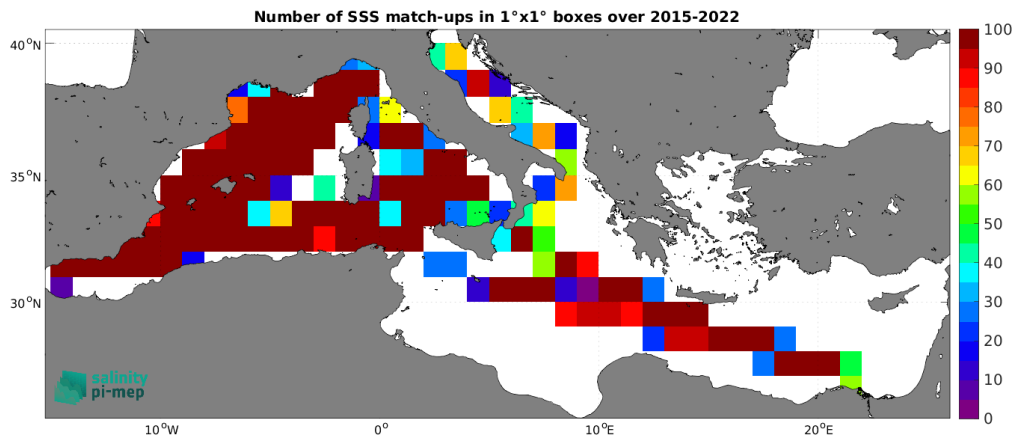 Number of SSS match-ups in 1°x1° boxes over 2015-2022
40°N
35°N
30°N
10°W
0°
10°E
20°E
100
90
80
70
60
50
40
30
20
10
0
salinity
pi-mep